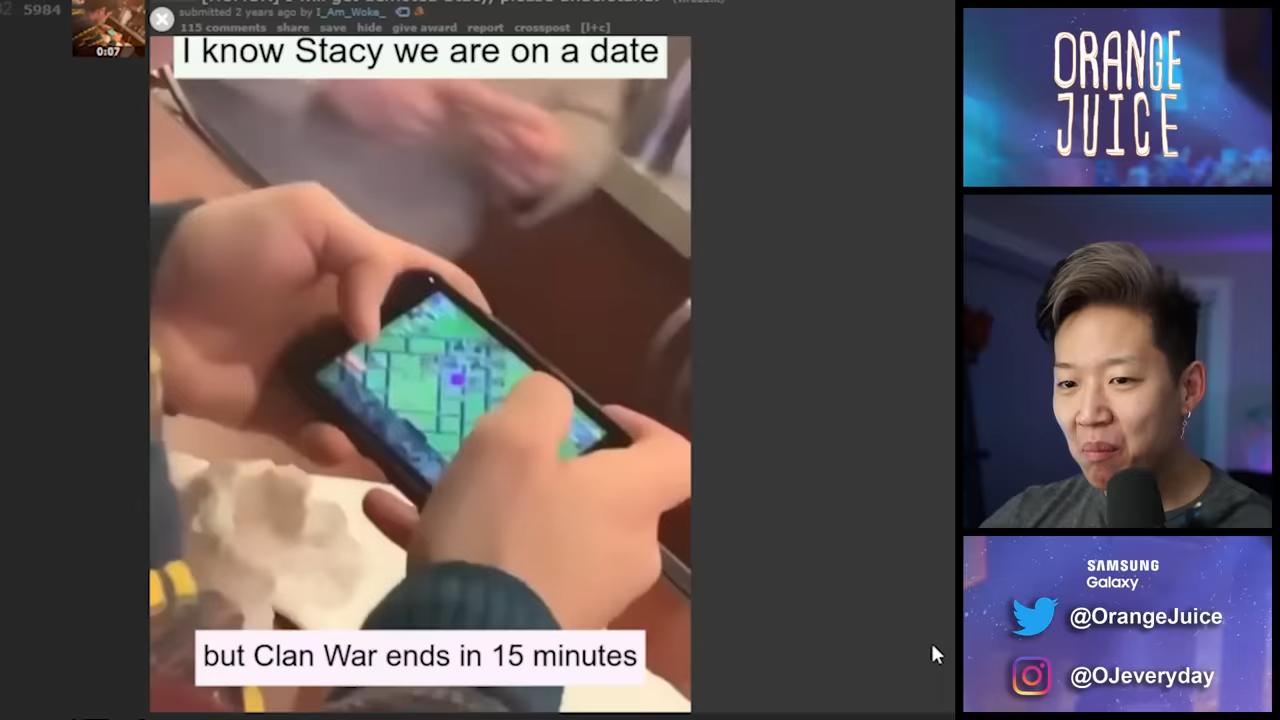 5984
submitted 2 years ago by I_Am_Woke_
115 comments share save hide give award report crosspost [l+c]
0:07
I know Stacy we are on a date
but Clan War ends in 15 minutes
ORANGE
JUICE
SAMSUNG
Galaxy
@OrangeJuice
@OJeveryday